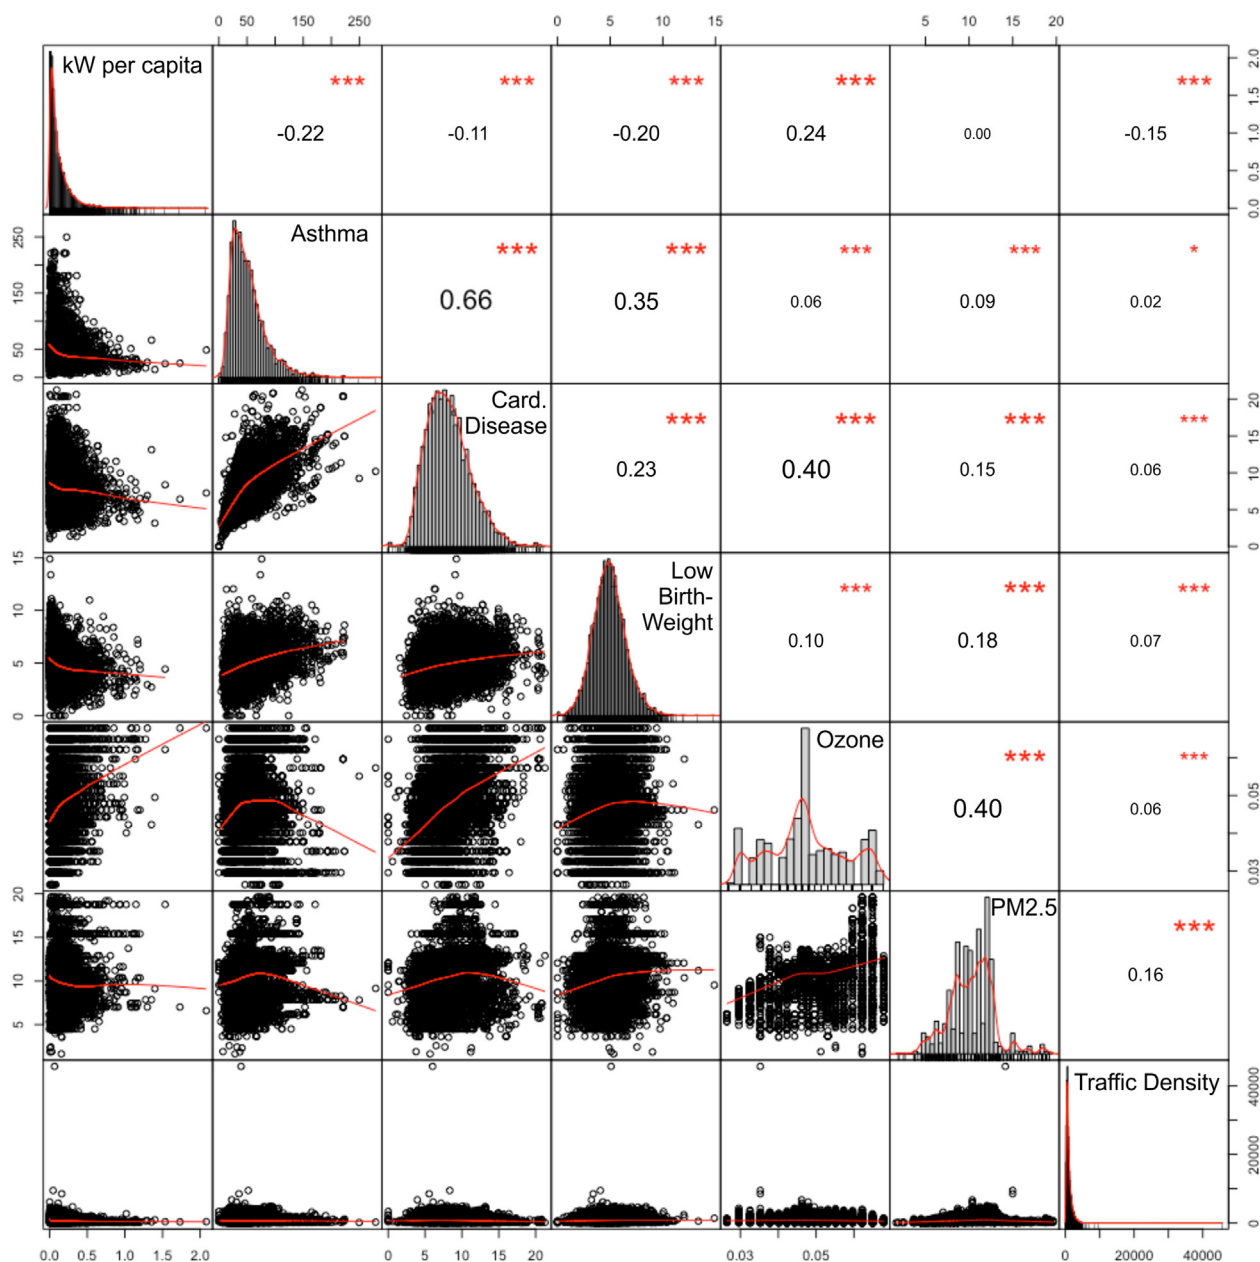 0 50 150 250 0 5 10 15 5 10 15 20
kW per capita *** *** *** *** ***
-0.22 -0.11 -0.20 0.24 0.00 -0.15
0.0 0.5 1.0 1.5 2.0
Asthma *** *** *** *** *
0.66 0.35 0.06 0.09 0.02
0 50 150 250
Card.
Disease
*** *** *** ***
0.23 0.40 0.15 0.06
0 5 10 15 20
Low
Birth-
Weight
*** *** ***
0.10 0.18 0.07
0 5 10 15
Ozone *** ***
0.40 0.06
0.03 0.05
PM2.5 ***
0.16
5 10 15 20
Traffic Density
0 20000 40000
0.0 0.5 1.0 1.5 2.0 0 5 10 15 20 0.03 0.05 0 20000 40000